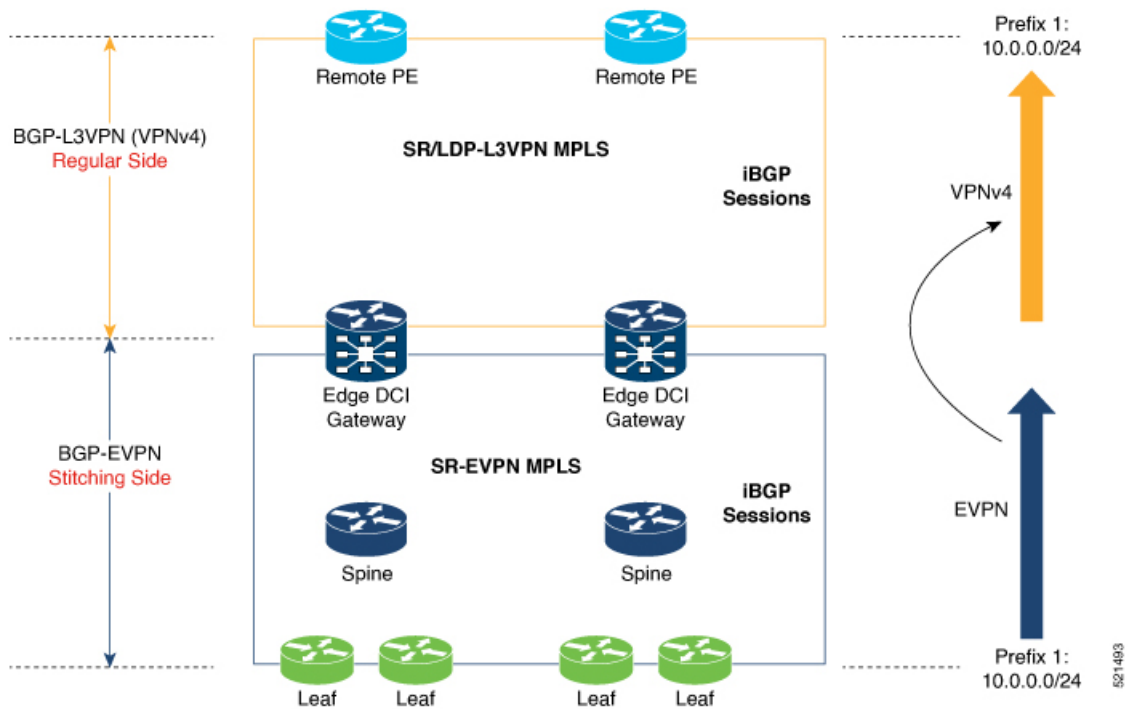 Prefix 1:
10.0.0.0/24
Remote PE
Remote PE
BGP-L3VPN (VPNv4)
Regular Side
SR/LDP-L3VPN MPLS
iBGP
Sessions
VPNv4
Edge DCI
Gateway
Edge DCI
Gateway
BGP-EVPN
Stitching Side
SR-EVPN MPLS
iBGP
Sessions
EVPN
Spine
Spine
Leaf
Leaf
Leaf
Leaf
Prefix 1:
10.0.0.0/24
521493